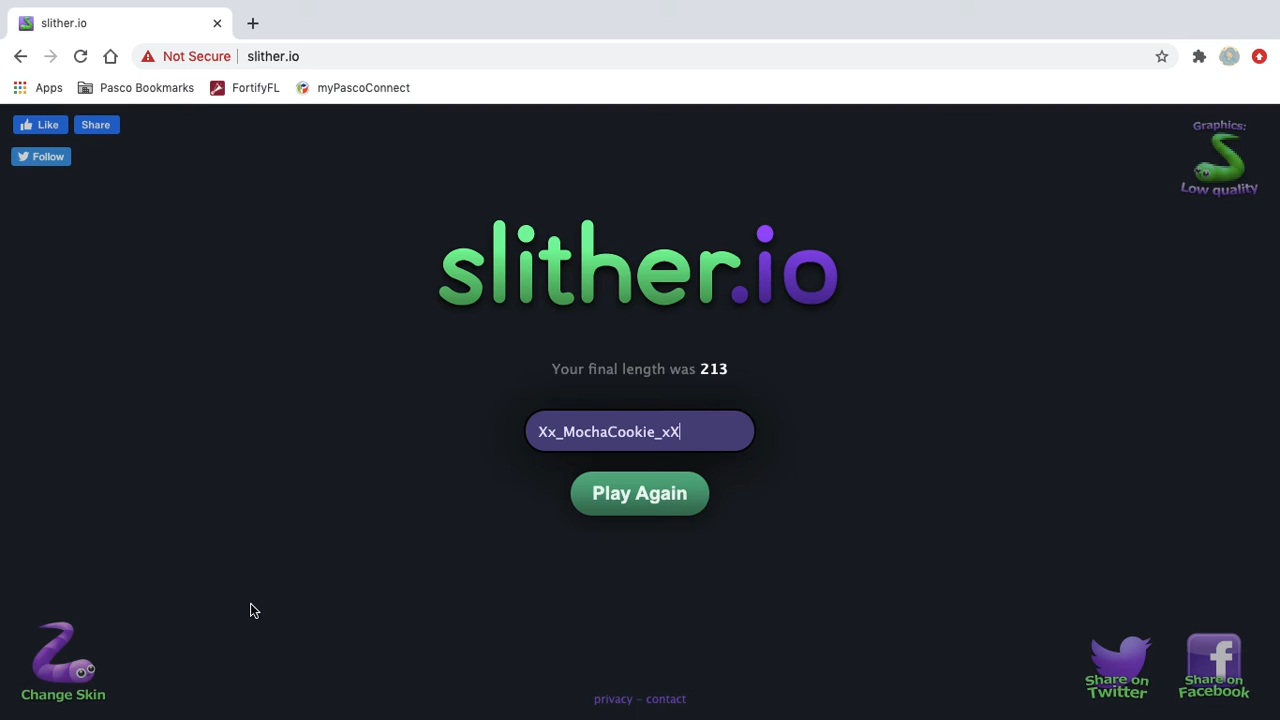 slither.io
Not Secure slither.io
Apps Pasco Bookmarks FortifyFL myPascoConnect
Like Share
Follow
Graphics:
Low quality
slither.io
Your final length was 213
Xx_MochaCookie_xX
Play Again
Change Skin
privacy – contact
Share on
Twitter
Share on
Facebook